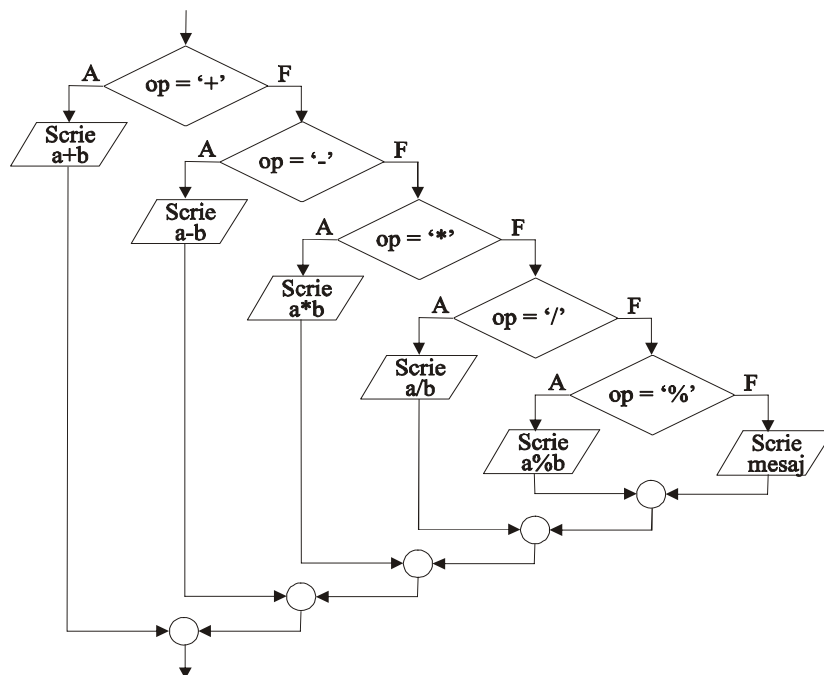 A
op = ‘+’
F
Scrie
a+b
A
op = ‘-’
F
Scrie
a-b
A
op = ‘*’
F
Scrie
a*b
A
op = ‘/’
F
Scrie
a/b
A
op = ‘%’
F
Scrie
a%b
Scrie
mesaj